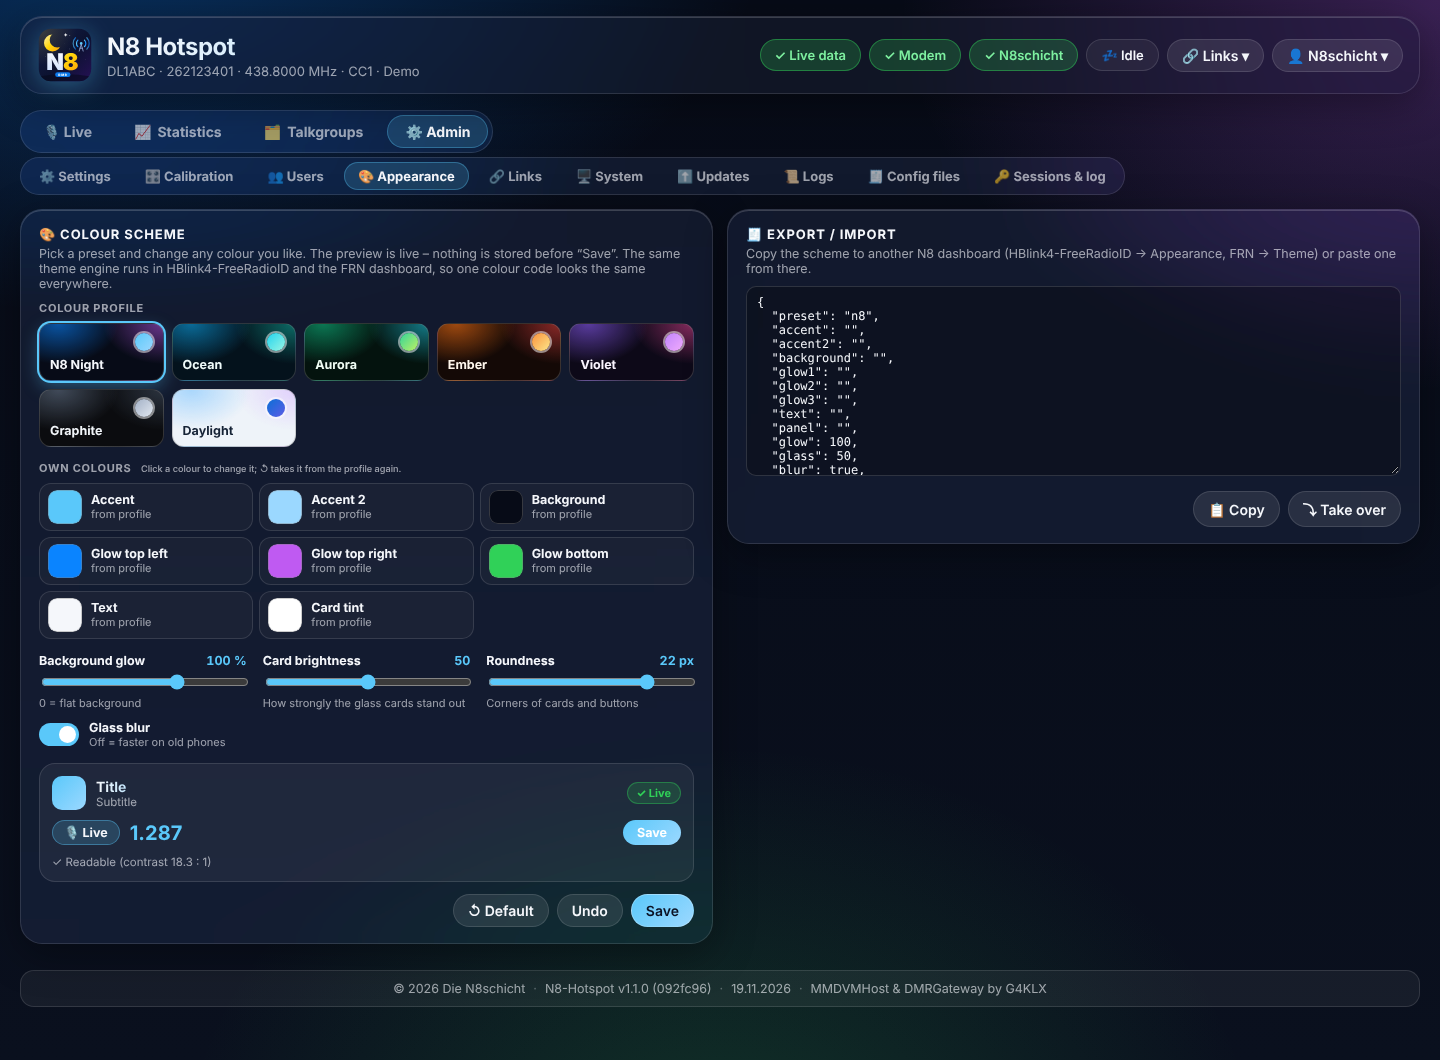 N8 Hotspot
DL1ABC · 262123401 · 438.8000 MHz · CC1 · Demo
✓ Live data
✓ Modem
✓ N8schicht
💤 Idle
🔗 Links ▾
👤 N8schicht ▾
🎙️ Live
📈 Statistics
🗂️ Talkgroups
⚙️ Admin
⚙️ Settings
🎛️ Calibration
👥 Users
🎨 Appearance
🔗 Links
🖥️ System
⬆️ Updates
📜 Logs
🧾 Config files
🔑 Sessions & log
🎨 COLOUR SCHEME
Pick a preset and change any colour you like. The preview is live – nothing is stored before “Save”. The same
theme engine runs in HBlink4-FreeRadioID and the FRN dashboard, so one colour code looks the same
everywhere.
COLOUR PROFILE
N8 Night
Ocean
Aurora
Ember
Violet
Graphite
Daylight
OWN COLOURS Click a colour to change it; ↺ takes it from the profile again.
Accent
from profile
Accent 2
from profile
Background
from profile
Glow top left
from profile
Glow top right
from profile
Glow bottom
from profile
Text
from profile
Card tint
from profile
Background glow 100 %
0 = flat background
Card brightness 50
How strongly the glass cards stand out
Roundness 22 px
Corners of cards and buttons
Glass blur
Off = faster on old phones
Title
Subtitle
✓ Live
🎙️ Live
1.287
Save
✓ Readable (contrast 18.3 : 1)
↺ Default
Undo
Save
🧾 EXPORT / IMPORT
Copy the scheme to another N8 dashboard (HBlink4-FreeRadioID → Appearance, FRN → Theme) or paste one
from there.
{
"preset": "n8",
"accent": "",
"accent2": "",
"background": "",
"glow1": "",
"glow2": "",
"glow3": "",
"text": "",
"panel": "",
"glow": 100,
"glass": 50,
"blur": true,
📋 Copy
⤵ Take over
© 2026 Die N8schicht · N8-Hotspot v1.1.0 (092fc96) · 19.11.2026 · MMDVMHost & DMRGateway by G4KLX